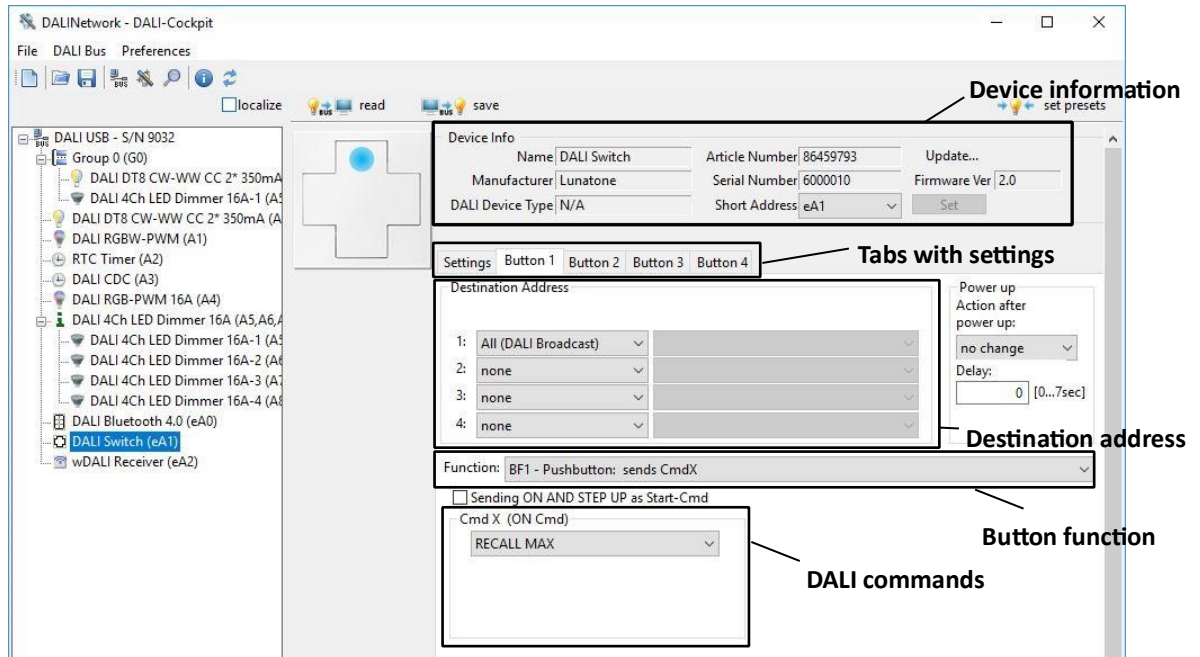 DALINetwork - DALI-Cockpit
File DALI Bus Preferences
BUS
localize
BUS read
BUS save
set presets
Device information
DALI USB - S/N 9032
Group 0 (G0)
DALI DT8 CW-WW CC 2* 350mA
DALI 4Ch LED Dimmer 16A-1 (A5
DALI DT8 CW-WW CC 2* 350mA (A
DALI RGBW-PWM (A1)
RTC Timer (A2)
DALI CDC (A3)
DALI RGB-PWM 16A (A4)
DALI 4Ch LED Dimmer 16A (A5,A6,A
DALI 4Ch LED Dimmer 16A-1 (A5
DALI 4Ch LED Dimmer 16A-2 (A6
DALI 4Ch LED Dimmer 16A-3 (A7
DALI 4Ch LED Dimmer 16A-4 (A8
DALI Bluetooth 4.0 (eA0)
DALI Switch (eA1)
wDALI Receiver (eA2)
Device Info
Name DALI Switch Article Number 86459793 Update...
Manufacturer Lunatone Serial Number 6000010 Firmware Ver 2.0
DALI Device Type N/A Short Address eA1 Set
Settings Button 1 Button 2 Button 3 Button 4
Tabs with settings
Destination Address
1: All (DALI Broadcast)
2: none
3: none
4: none
Power up
Action after
power up:
no change
Delay:
0 [0...7sec]
Destination address
Function: BF1 - Pushbutton: sends CmdX
Sending ON AND STEP UP as Start-Cmd
Button function
Cmd X (ON Cmd)
RECALL MAX
DALI commands